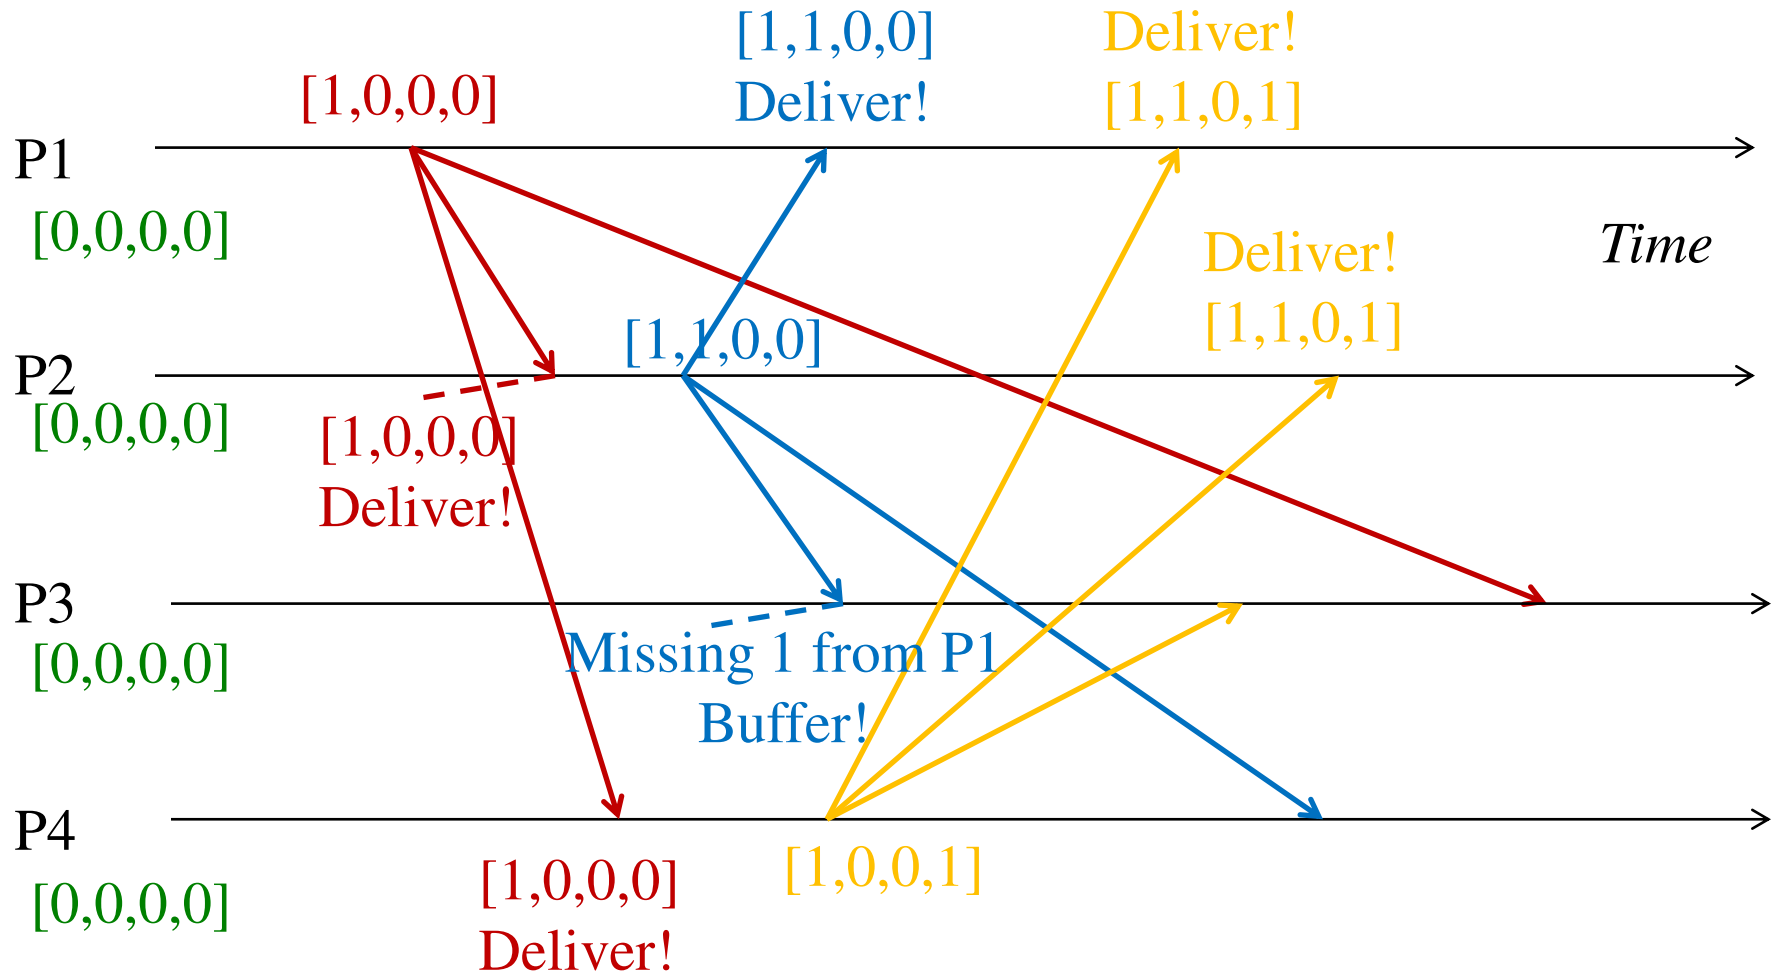 [1,1,0,0]
Deliver!
Deliver!
[1,1,0,1]
[1,0,0,0]
P1
[0,0,0,0]
Time
Deliver!
[1,1,0,1]
[1,1,0,0]
P2
[0,0,0,0]
[1,0,0,0]
Deliver!
P3
[0,0,0,0]
Missing 1 from P1
Buffer!
P4
[0,0,0,0]
[1,0,0,0]
Deliver!
[1,0,0,1]